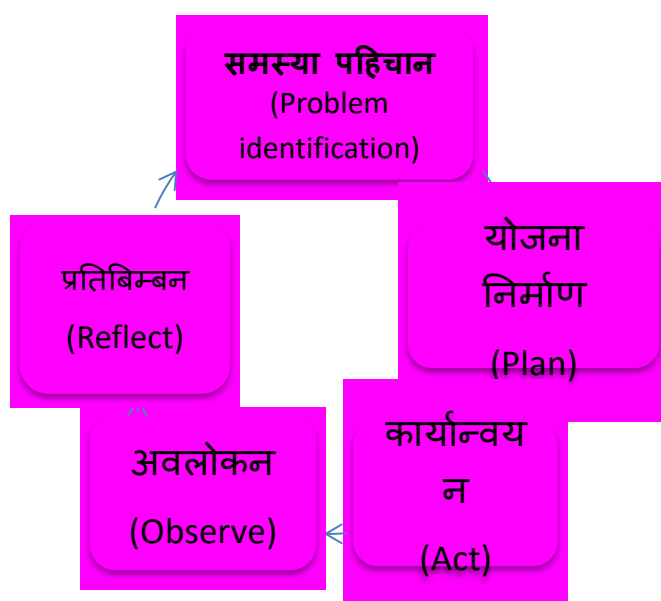 समस्या पहिचान
(Problem
identification)
योजना
निर्माण
(Plan)
कार्यान्वय
न
(Act)
अवलोकन
(Observe)
प्रतिबिम्बन
(Reflect)